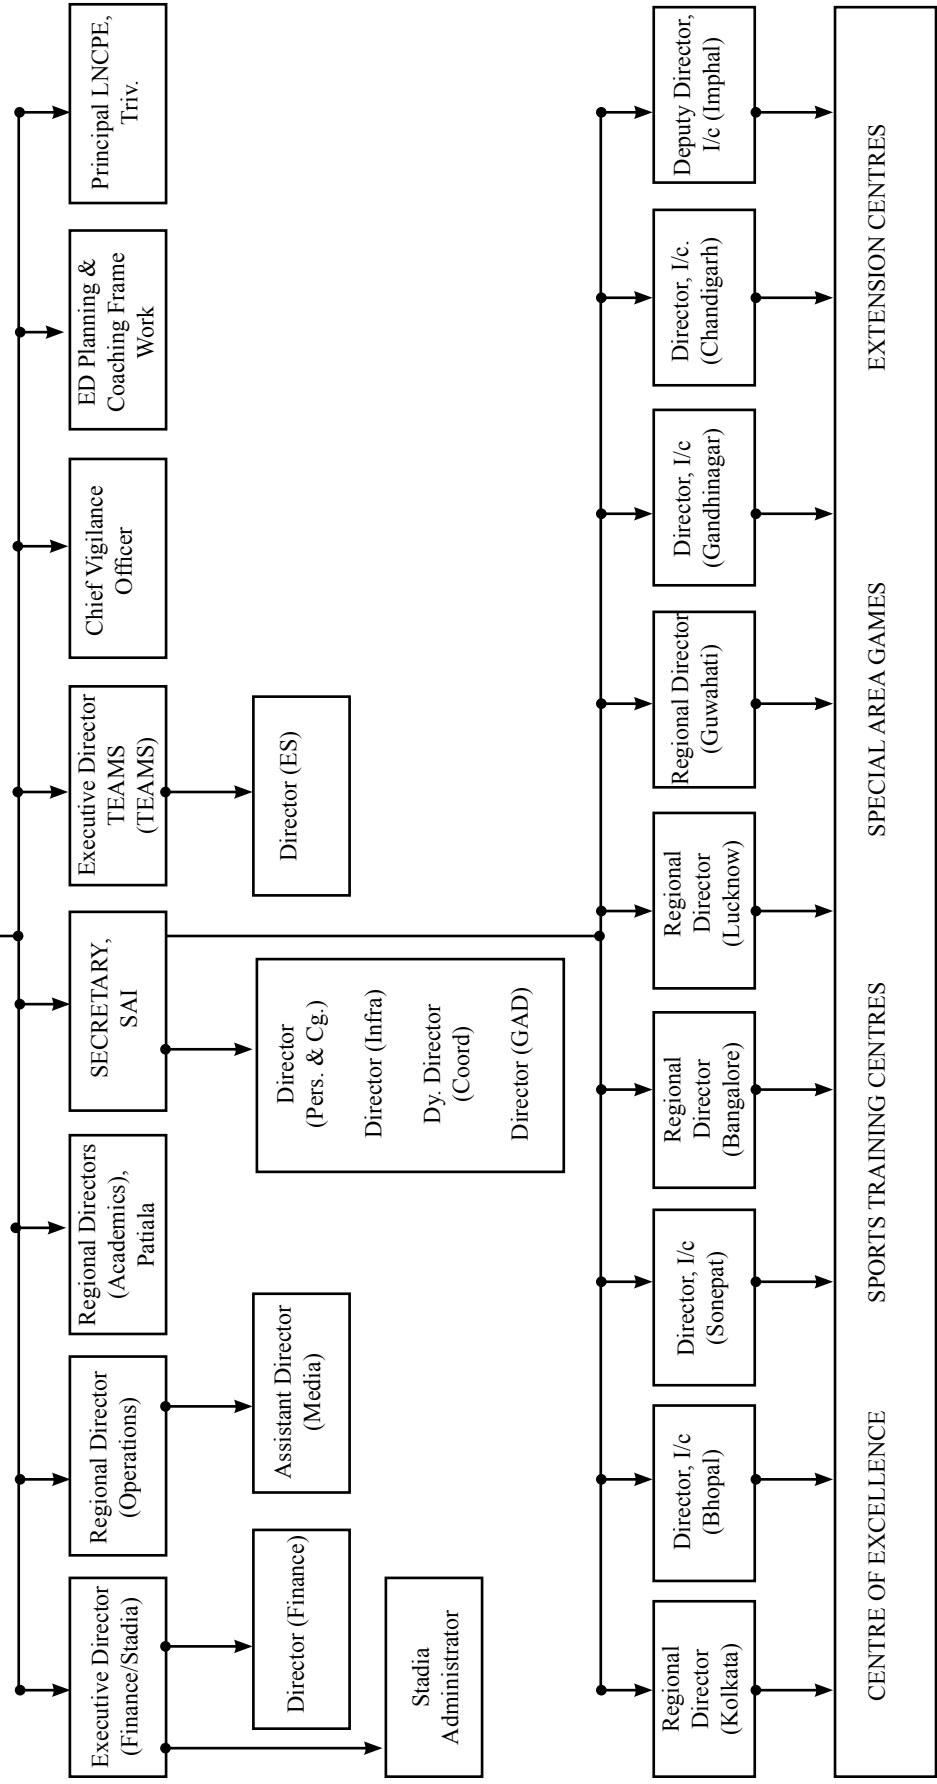 Executive Director
(Finance/Stadia)
Regional Director
(Operations)
Regional Directors
(Academics),
Patiala
SECRETARY,
SAI
Executive Director
TEAMS
(TEAMS)
Chief Vigilance
Officer
ED Planning &
Coaching Frame
Work
Principal LNCPE,
Triv.
Director (Finance)
Assistant Director
(Media)
Director
(Pers. & Cg.)
Director (Infra)
Dy. Director
(Coord)
Director (GAD)
Director (ES)
Stadia
Administrator
Regional
Director
(Kolkata)
Director, I/c
(Bhopal)
Director, I/c
(Sonepat)
Regional
Director
(Bangalore)
Regional
Director
(Lucknow)
Regional Director
(Guwahati)
Director, I/c
(Gandhinagar)
Director, I/c.
(Chandigarh)
Deputy Director,
I/c (Imphal)
CENTRE OF EXCELLENCE
SPORTS TRAINING CENTRES
SPECIAL AREA GAMES
EXTENSION CENTRES